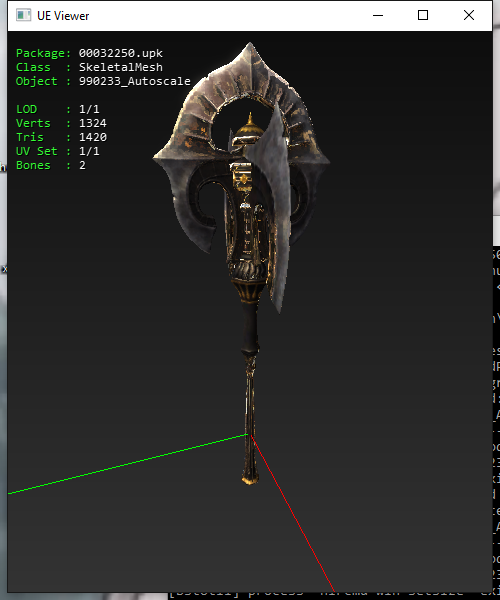 UE Viewer
Package: 00032250.upk
Class  : SkeletalMesh
Object : 990233_Autoscale
LOD    : 1/1
Verts  : 1324
Tris   : 1420
UV Set : 1/1
Bones  : 2